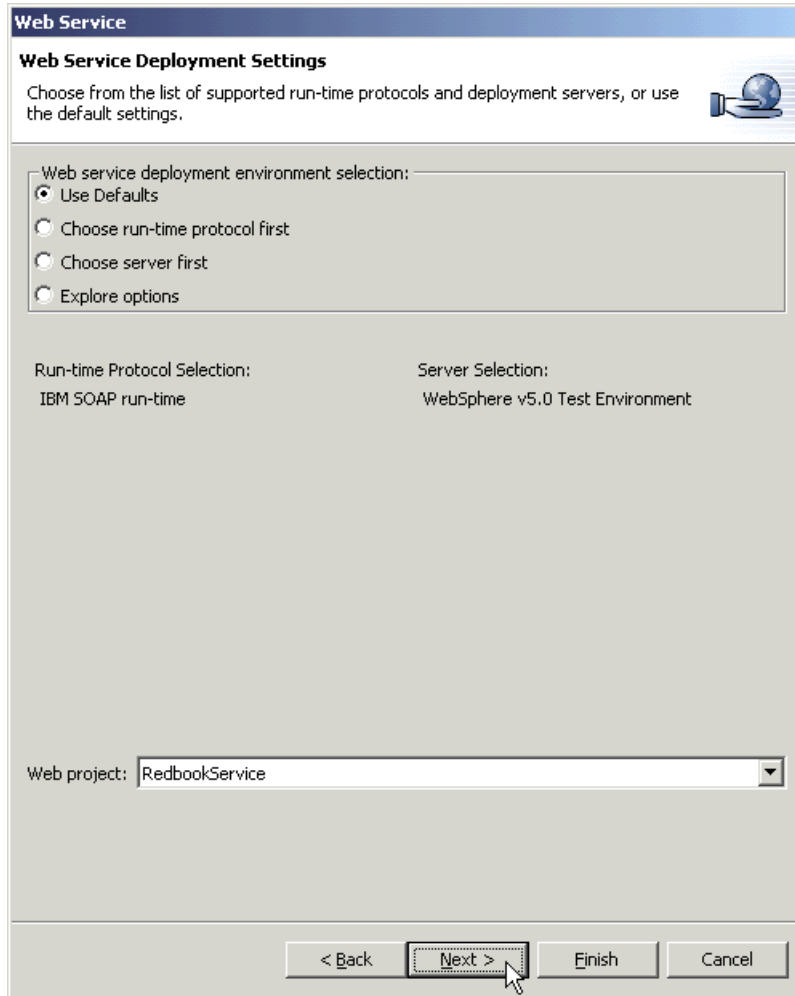 Web Service
Web Service Deployment Settings
Choose from the list of supported run-time protocols and deployment servers, or use
the default settings.
Web service deployment environment selection:
Use Defaults
Choose run-time protocol first
Choose server first
Explore options
Run-time Protocol Selection:
IBM SOAP run-time
Server Selection:
WebSphere v5.0 Test Environment
Web project: RedbookService
< Back Next > Finish Cancel